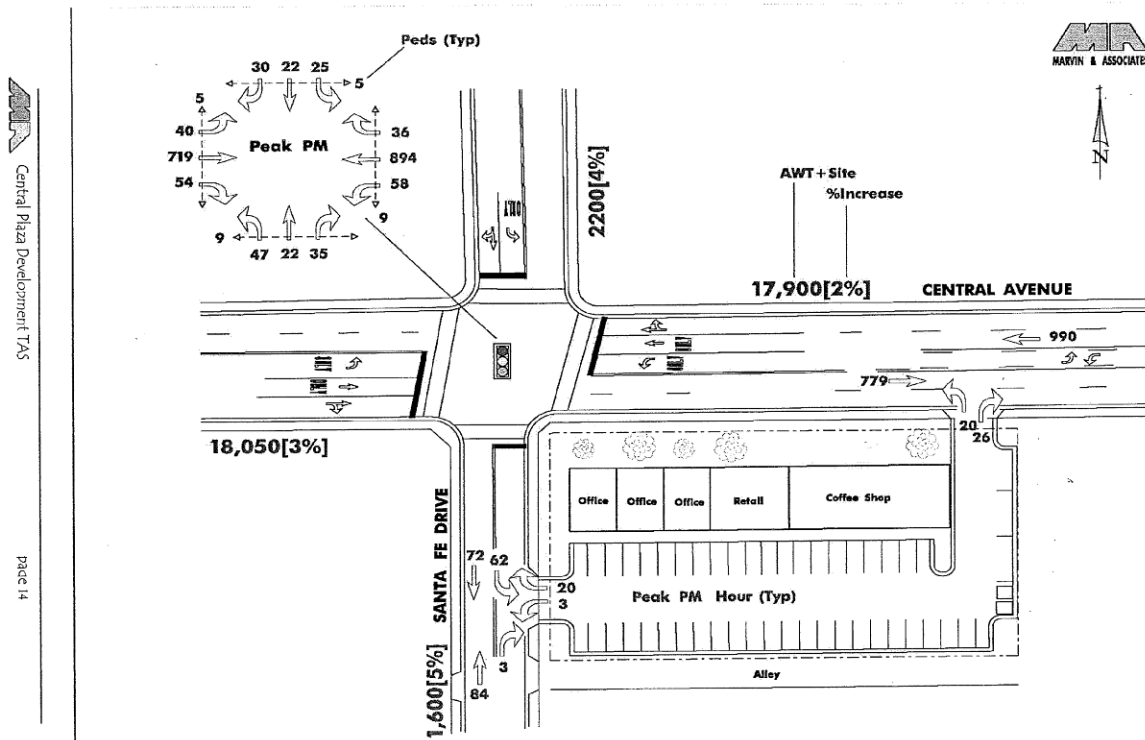 Peds (Typ)
MARVIN & ASSOCIATES
N
30 22 25
5
5
40
36
Peak PM
719
894
54
58
9
9
47 22 35
2200[4%]
AWT+Site
%Increase
17,900[2%]
CENTRAL AVENUE
ONLY
990
779
20
26
18,050[3%]
SANTA FE DRIVE
1,600[5%]
Office
Office
Office
Retail
Coffee Shop
72
62
20
3
Peak PM Hour (Typ)
3
84
Alley
Central Plaza Development TAS
page 14